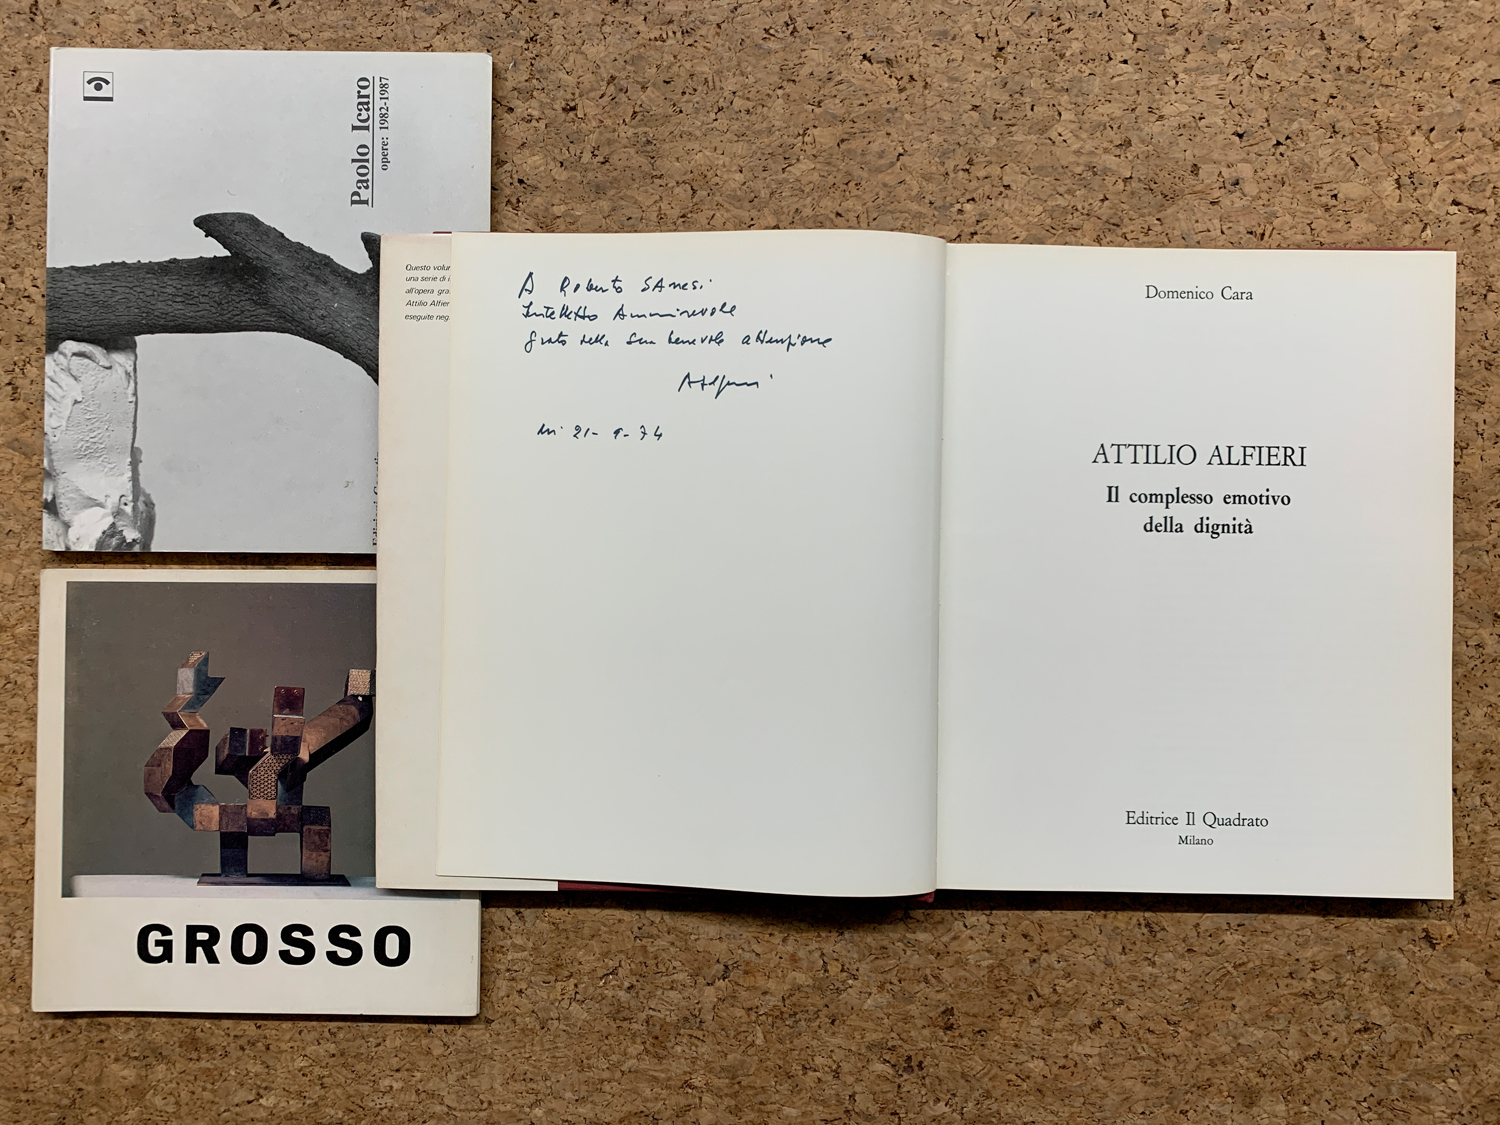 Paolo Icaro
opere: 1982-1987
GROSSO
Questo volu
una serie di
all'opera gra
Attilio Alfier
eseguite neg
A Roberto SAnesi
Intelletto Ammirevole
grato della sua benevole attenzione
Alfieri
Mi 21-9-74
Domenico Cara
ATTILIO ALFIERI
Il complesso emotivo
della dignità
Editrice Il Quadrato
Milano